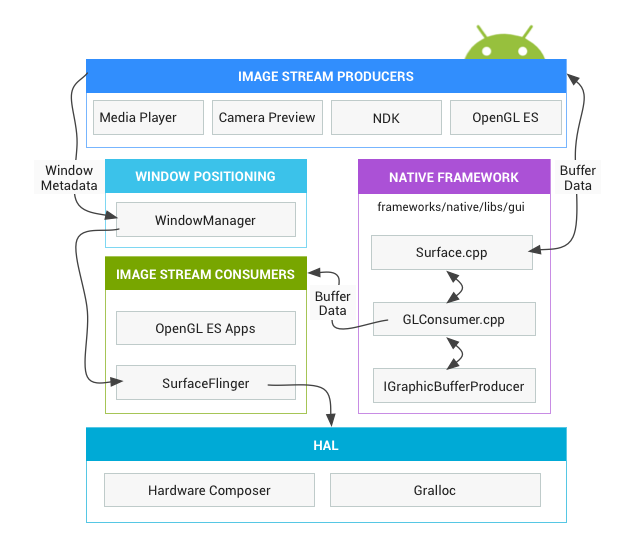 IMAGE STREAM PRODUCERS
Media Player
Camera Preview
NDK
OpenGL ES
Window
Metadata
Buffer
Data
WINDOW POSITIONING
WindowManager
NATIVE FRAMEWORK
frameworks/native/libs/gui
Surface.cpp
GLConsumer.cpp
IGraphicBufferProducer
IMAGE STREAM CONSUMERS
Buffer
Data
OpenGL ES Apps
SurfaceFlinger
HAL
Hardware Composer
Gralloc